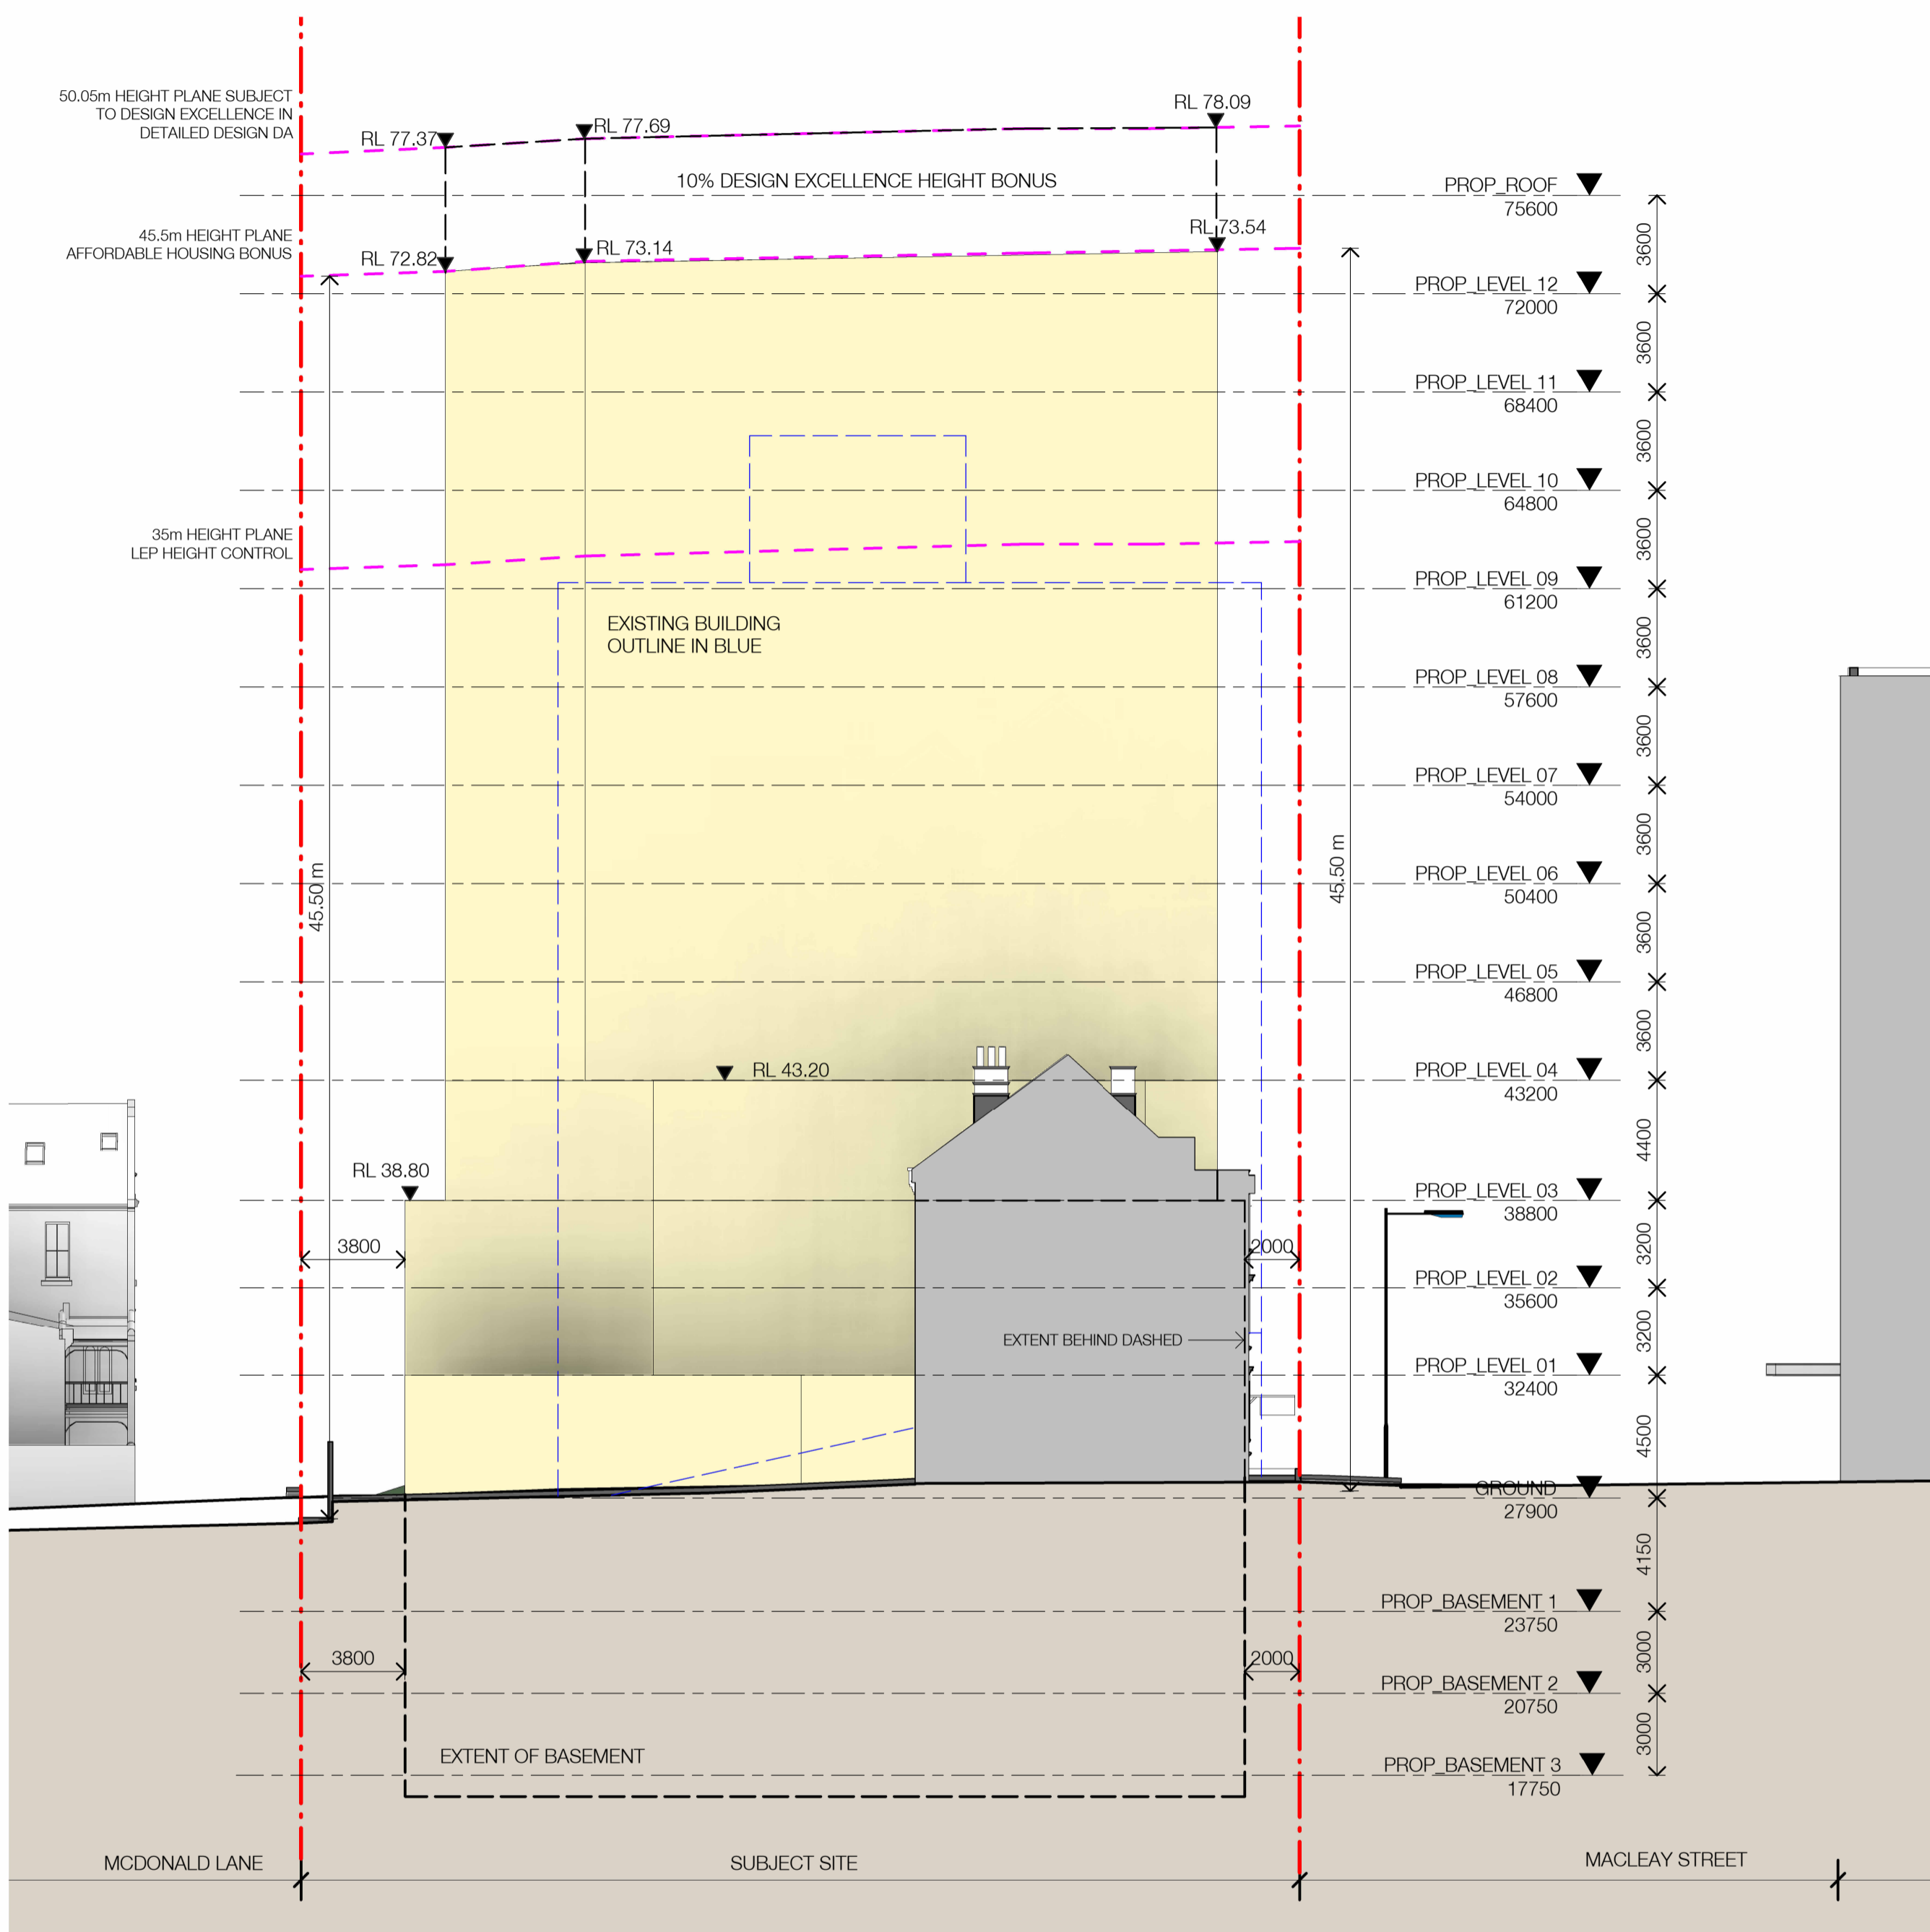 50.05m HEIGHT PLANE SUBJECT
TO DESIGN EXCELLENCE IN
DETAILED DESIGN DA
RL 77.37
RL 77.69
RL 78.09
10% DESIGN EXCELLENCE HEIGHT BONUS
PROP_ROOF
75600
45.5m HEIGHT PLANE
AFFORDABLE HOUSING BONUS
RL 72.82
RL 73.14
RL 73.54
3600
PROP_LEVEL 12
72000
3600
PROP_LEVEL 11
68400
3600
PROP_LEVEL 10
64800
35m HEIGHT PLANE
LEP HEIGHT CONTROL
3600
PROP_LEVEL 09
61200
EXISTING BUILDING
OUTLINE IN BLUE
3600
PROP_LEVEL 08
57600
3600
PROP_LEVEL 07
54000
45.50 m
45.50 m
3600
PROP_LEVEL 06
50400
3600
PROP_LEVEL 05
46800
3600
RL 43.20
PROP_LEVEL 04
43200
4400
RL 38.80
PROP_LEVEL 03
38800
3800
2000
3200
PROP_LEVEL 02
35600
EXTENT BEHIND DASHED
3200
PROP_LEVEL 01
32400
4500
GROUND
27900
4150
PROP_BASEMENT 1
23750
3800
2000
3000
PROP_BASEMENT 2
20750
3000
EXTENT OF BASEMENT
PROP_BASEMENT 3
17750
MCDONALD LANE
SUBJECT SITE
MACLEAY STREET